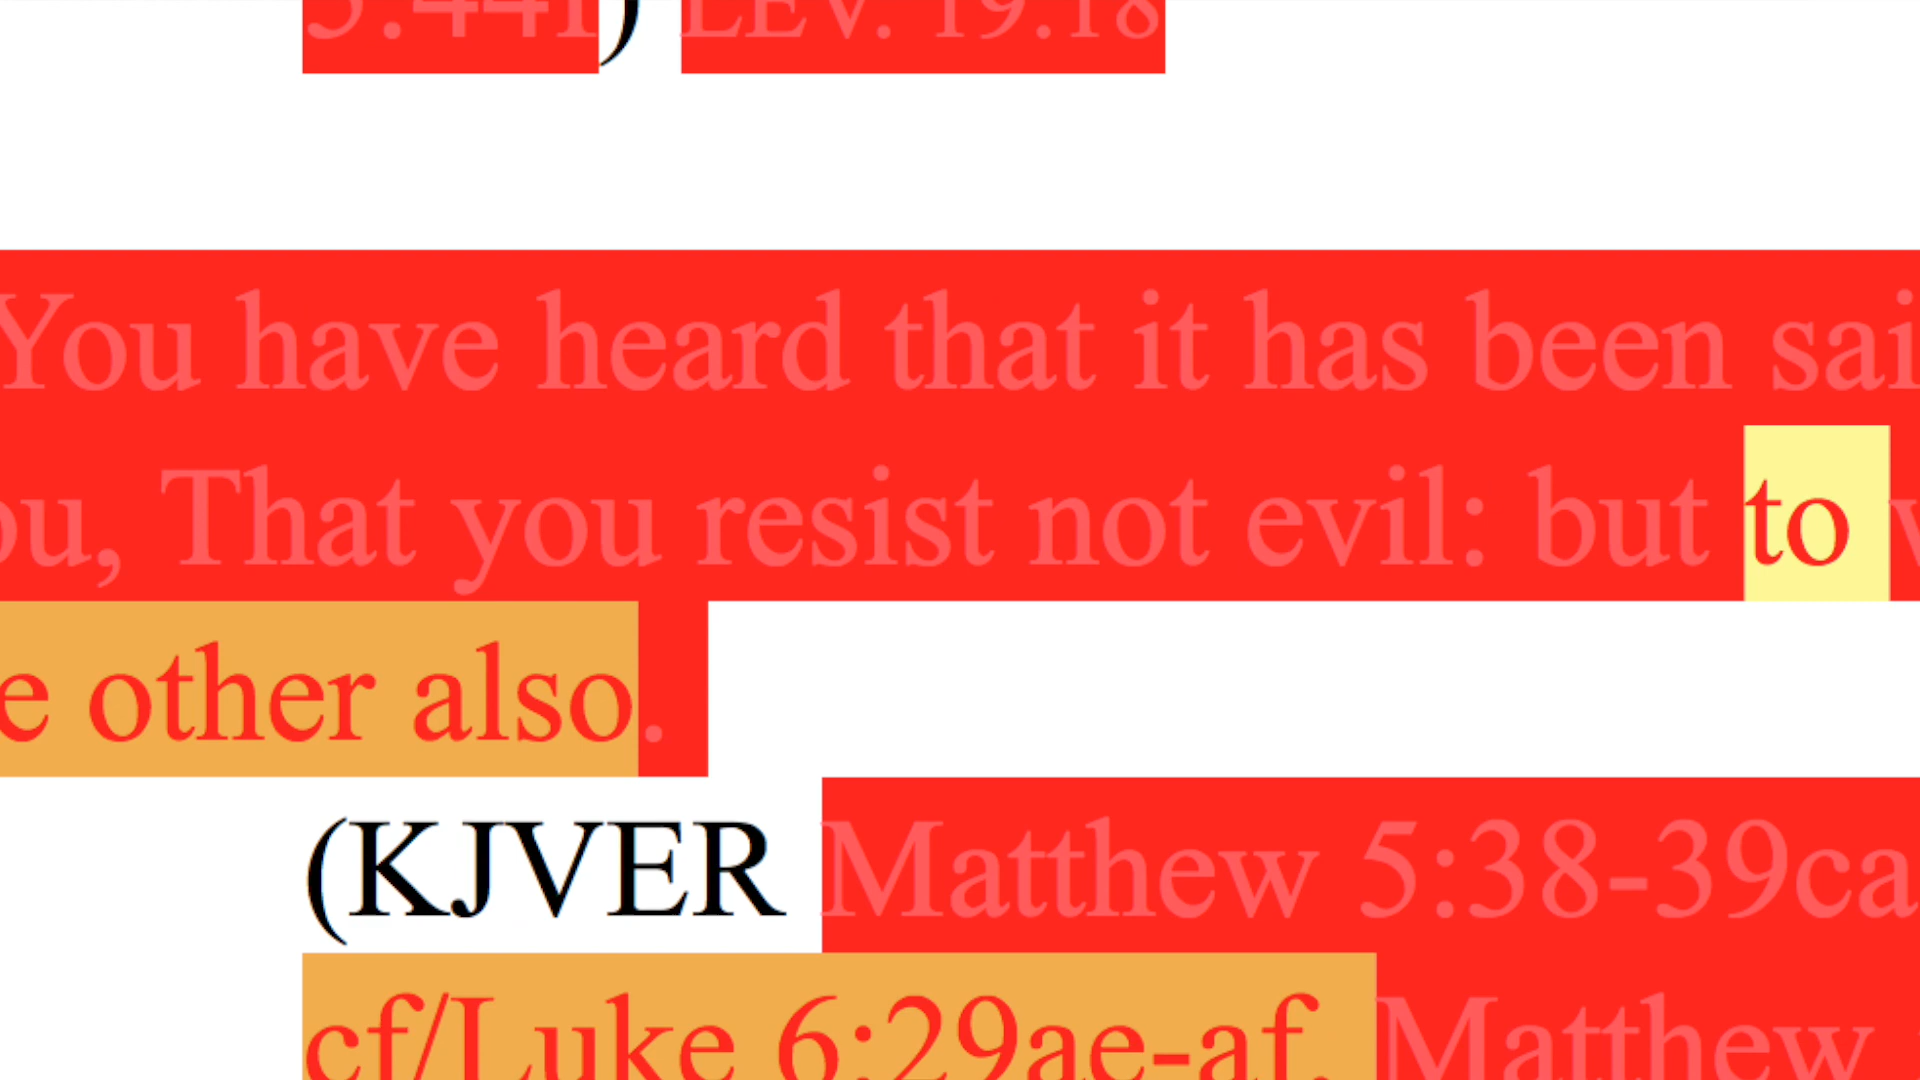 5:44f) LEV. 19:18
You have heard that it has been sai
ou, That you resist not evil: but to
e other also.
(KJVER Matthew 5:38-39ca
cf/Luke 6:29ae-af, Matthew